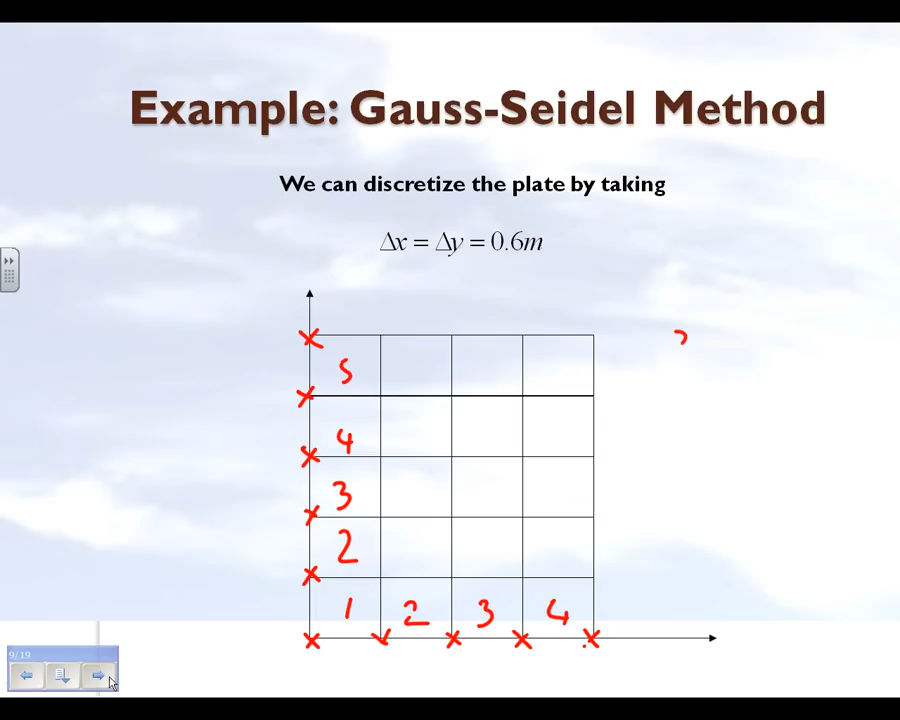 Example: Gauss-Seidel Method
We can discretize the plate by taking
Δx = Δy = 0.6m
5
4
3
2
1 2 3 4
9/19